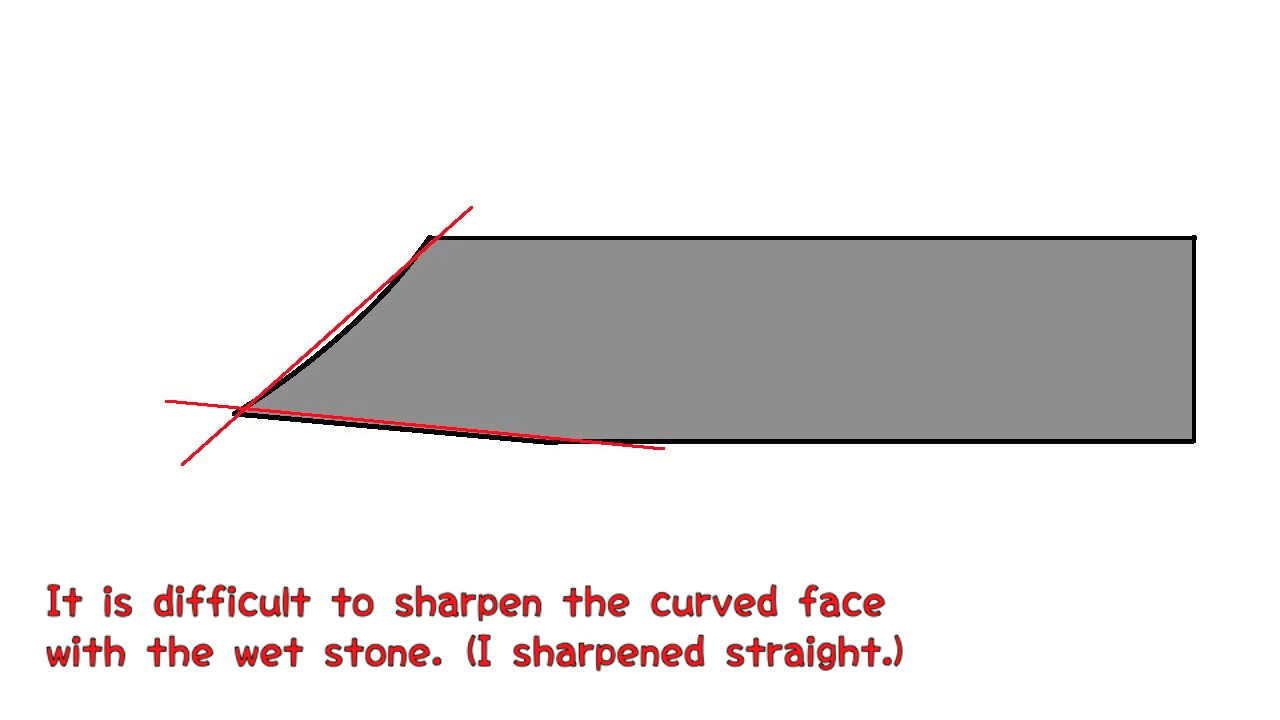 It is difficult to sharpen the curved face
with the wet stone. (I sharpened straight.)